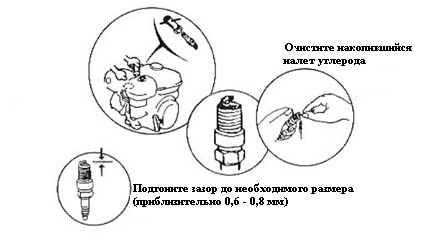 Очистите накопившийся
налет углерода
Подгоните зазор до необходимого размера
(приблизительно 0,6 - 0,8 мм)